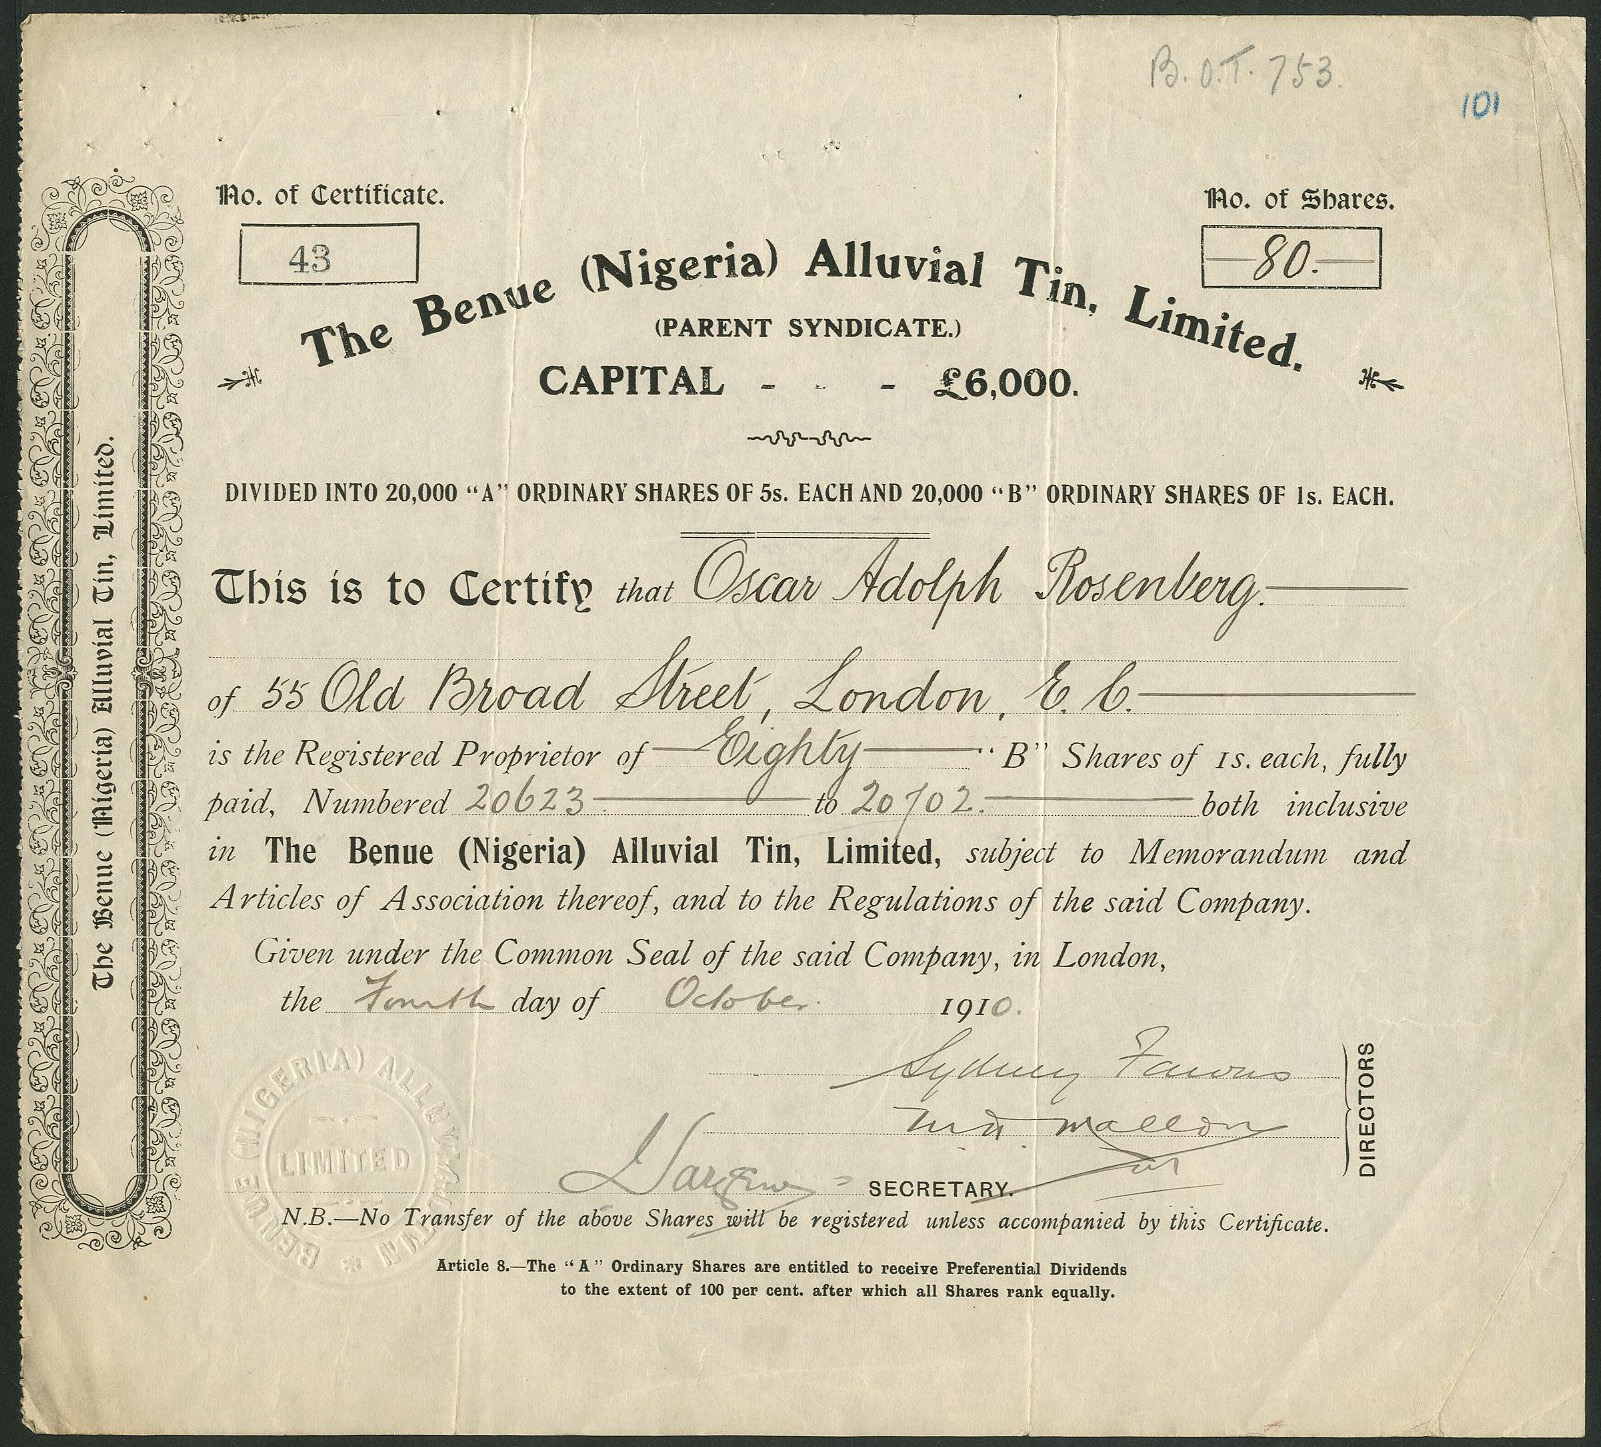 B.O.T. 753.
101
No. of Certificate.
43
No. of Shares.
80.
The Benue (Nigeria) Alluvial Tin, Limited.
(PARENT SYNDICATE.)
CAPITAL - - - £6,000.
DIVIDED INTO 20,000 "A" ORDINARY SHARES OF 5s. EACH AND 20,000 "B" ORDINARY SHARES OF 1s. EACH.
This is to Certify that Oscar Adolph Rosenberg.
of 55 Old Broad Street, London, E.C.
is the Registered Proprietor of Eighty "B" Shares of 1s. each, fully
paid, Numbered 20623 to 20702. both inclusive
in The Benue (Nigeria) Alluvial Tin, Limited, subject to Memorandum and
Articles of Association thereof, and to the Regulations of the said Company.
Given under the Common Seal of the said Company, in London,
the Fourth day of October. 1910.
Sydney Fawns
DIRECTORS
SECRETARY.
N.B.—No Transfer of the above Shares will be registered unless accompanied by this Certificate.
Article 8.—The "A" Ordinary Shares are entitled to receive Preferential Dividends
to the extent of 100 per cent. after which all Shares rank equally.
The Benue (Nigeria) Alluvial Tin, Limited.
BENUE (NIGERIA) ALLUVIAL TIN
LIMITED